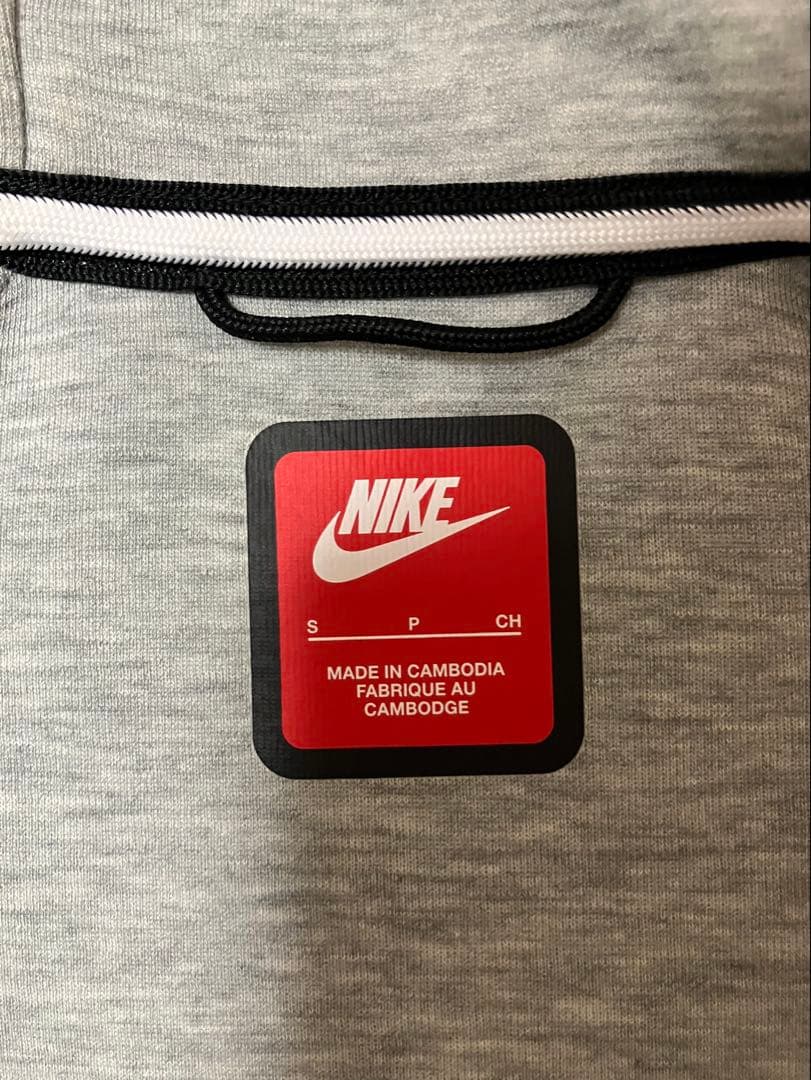 NIKE
S P CH
MADE IN CAMBODIA
FABRIQUE AU
CAMBODGE